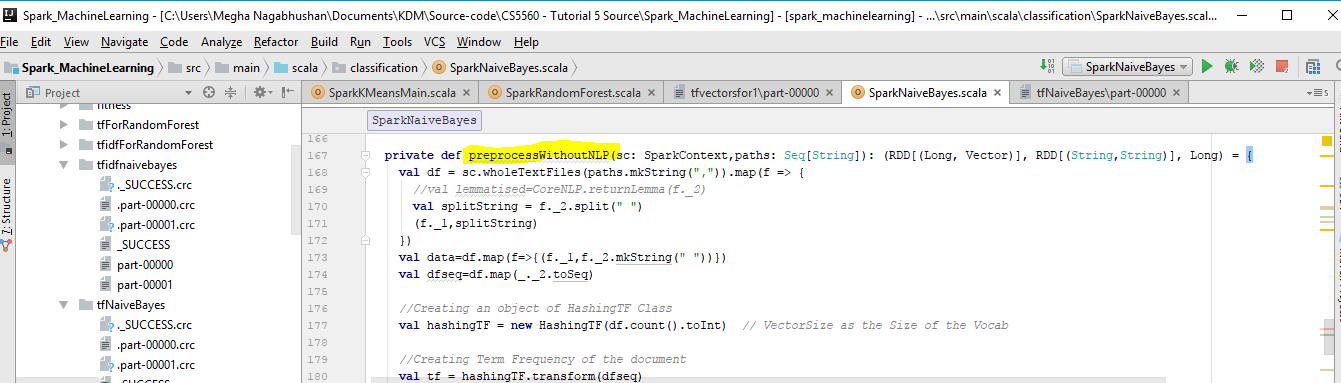 Spark_MachineLearning - [C:\Users\Megha Nagabhushan\Documents\KDM\Source-code\CS5560 - Tutorial 5 Source\Spark_MachineLearning] - [spark_machinelearning] - ...\src\main\scala\classification\SparkNaiveBayes.scal...
File Edit View Navigate Code Analyze Refactor Build Run Tools VCS Window Help
Spark_MachineLearning src main scala classification SparkNaiveBayes.scala SparkNaiveBayes
Project SparkKMeansMain.scala SparkRandomForest.scala tfvectorsfor1\part-00000 SparkNaiveBayes.scala tfNaiveBayes\part-00000
1: Project
7: Structure
fitness
tfForRandomForest
tfidfForRandomForest
tfidfnaivebayes
._SUCCESS.crc
.part-00000.crc
.part-00001.crc
_SUCCESS
part-00000
part-00001
tfNaiveBayes
._SUCCESS.crc
.part-00000.crc
.part-00001.crc
SparkNaiveBayes
166
167 private def preprocessWithoutNLP(sc: SparkContext,paths: Seq[String]): (RDD[(Long, Vector)], RDD[(String,String)], Long) = {
168 val df = sc.wholeTextFiles(paths.mkString(",")).map(f => {
169 //val lemmatised=CoreNLP.returnLemma(f._2)
170 val splitString = f._2.split(" ")
171 (f._1,splitString)
172 })
173 val data=df.map(f=>{(f._1,f._2.mkString(" "))})
174 val dfseq=df.map(_._2.toSeq)
175
176 //Creating an object of HashingTF Class
177 val hashingTF = new HashingTF(df.count().toInt) // VectorSize as the Size of the Vocab
178
179 //Creating Term Frequency of the document
180 val tf = hashingTF.transform(dfseq)